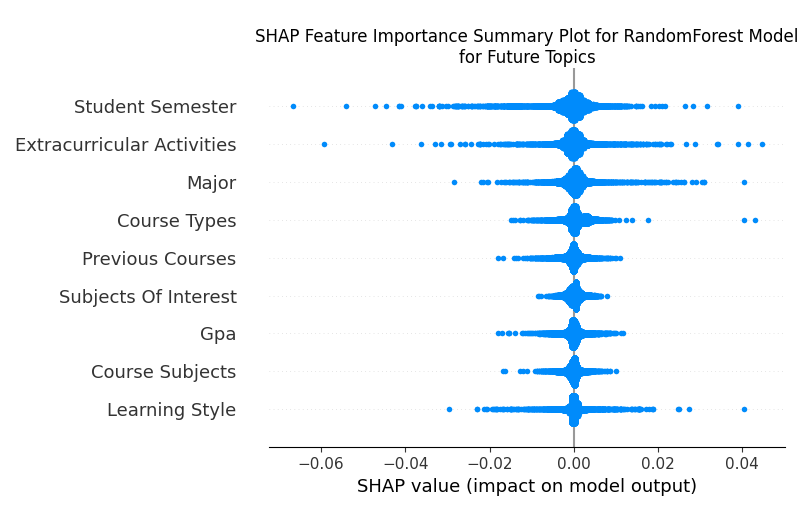 SHAP Feature Importance Summary Plot for RandomForest Model
for Future Topics
Student Semester
Extracurricular Activities
Major
Course Types
Previous Courses
Subjects Of Interest
Gpa
Course Subjects
Learning Style
−0.06 −0.04 −0.02 0.00 0.02 0.04
SHAP value (impact on model output)